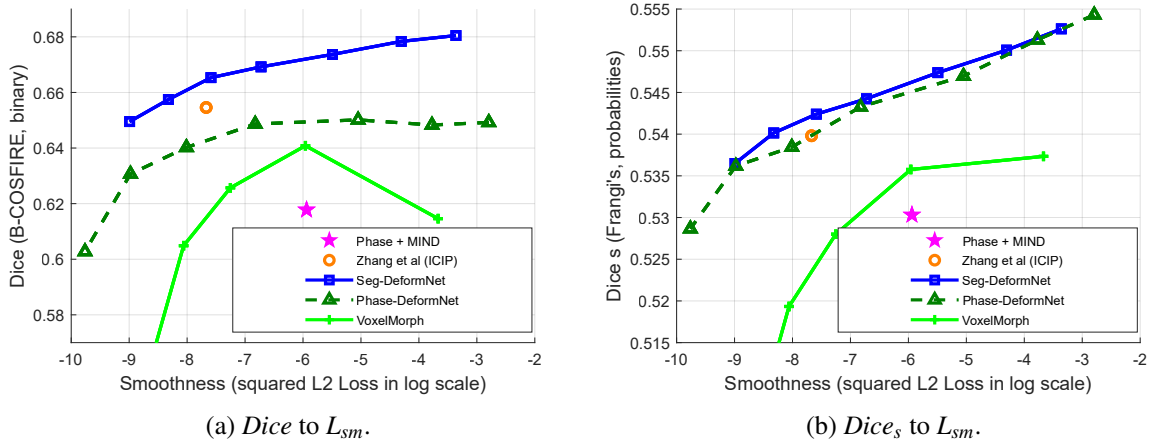 0.68
0.66
0.64
0.62
0.6
0.58
Dice (B-COSFIRE, binary)
-10 -9 -8 -7 -6 -5 -4 -3 -2
Smoothness (squared L2 Loss in log scale)
Phase + MIND
Zhang et al (ICIP)
Seg-DeformNet
Phase-DeformNet
VoxelMorph
(a) Dice to Lsm.
0.555
0.55
0.545
0.54
0.535
0.53
0.525
0.52
0.515
Dice s (Frangi's, probabilities)
-10 -9 -8 -7 -6 -5 -4 -3 -2
Smoothness (squared L2 Loss in log scale)
Phase + MIND
Zhang et al (ICIP)
Seg-DeformNet
Phase-DeformNet
VoxelMorph
(b) Dices to Lsm.